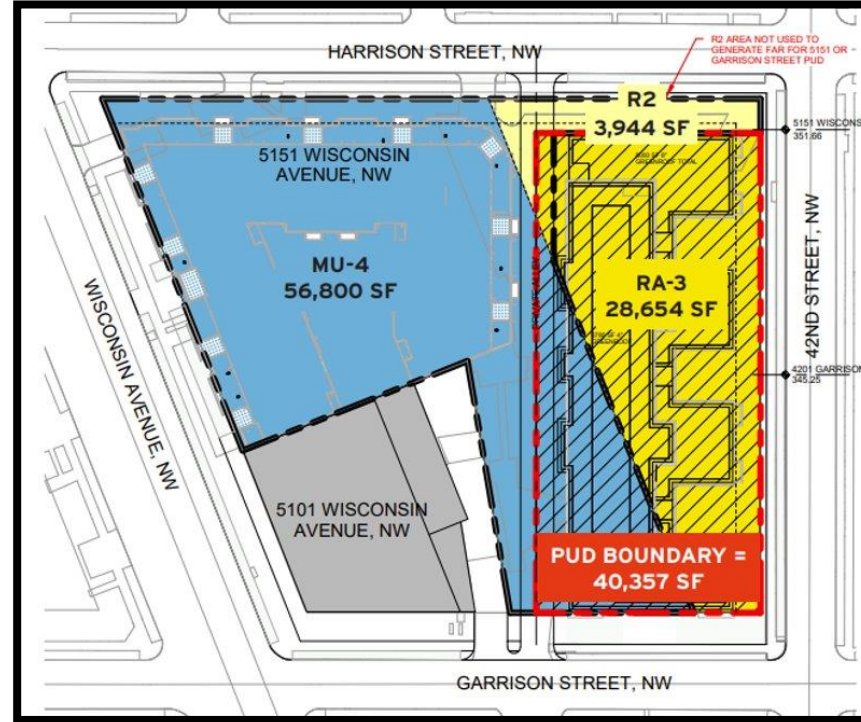 R2 AREA NOT USED TO
GENERATE FAR FOR 5151 OR
GARRISON STREET PUD
HARRISON STREET, NW
R2
3,944 SF
5151 WISCONS
351.66
5151 WISCONSIN
AVENUE, NW
GREENROOF TOTAL
MU-4
56,800 SF
RA-3
28,654 SF
42ND STREET, NW
WISCONSIN AVENUE, NW
GREENROOF
4201 GARRISON
345.25
5101 WISCONSIN
AVENUE, NW
PUD BOUNDARY =
40,357 SF
GARRISON STREET, NW